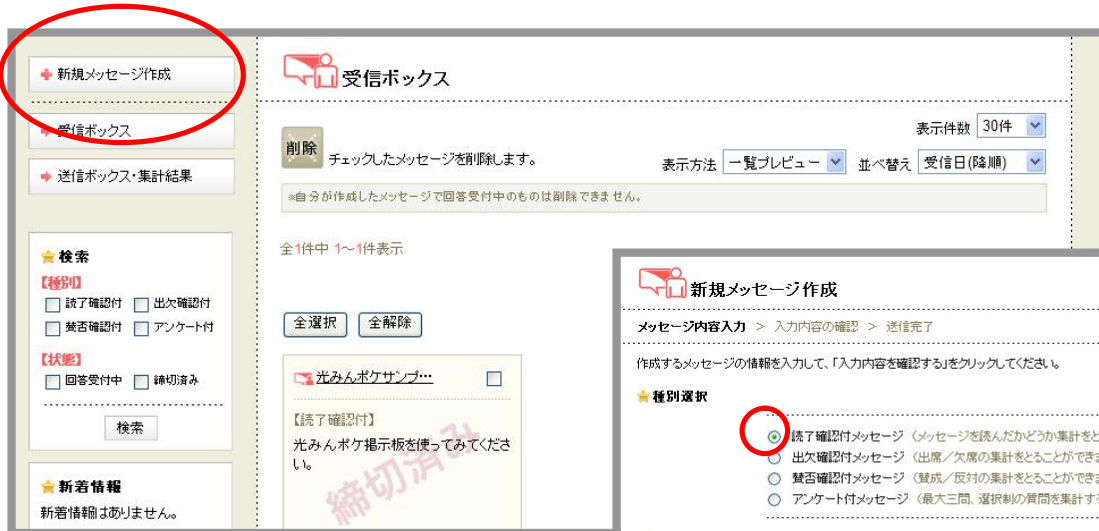 新規メッセージ作成
受信ボックス
送信ボックス・集計結果
検索
【種別】
読了確認付 出欠確認付
賛否確認付 アンケート付
【状態】
回答受付中 締切済み
検索
新着情報
新着情報はありません。
受信ボックス
表示件数 30件
削除 チェックしたメッセージを削除します。
表示方法 一覧プレビュー 並べ替え 受信日(降順)
※自分が作成したメッセージで回答受付中のものは削除できません。
全1件中 1~1件表示
全選択 全解除
光みんポケサンプ…
【読了確認付】
光みんポケ掲示板を使ってみてくださ
い。
締切済み
新規メッセージ作成
メッセージ内容入力 > 入力内容の確認 > 送信完了
作成するメッセージの情報を入力して、「入力内容を確認する」をクリックしてください。
種別選択
読了確認付メッセージ (メッセージを読んだかどうか集計をと
出欠確認付メッセージ (出席/欠席の集計をとることができま
賛否確認付メッセージ (賛成/反対の集計をとることができま
アンケート付メッセージ (最大三問、選択制の質問を集計する